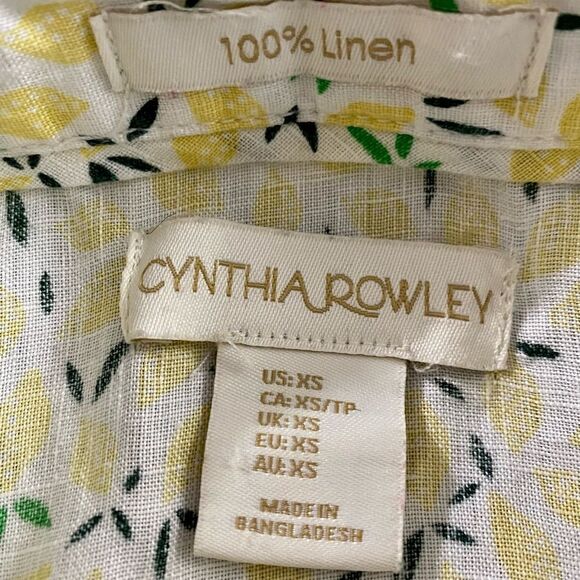 100% Linen
CYNTHIA ROWLEY
US: XS
CA: XS/TP
UK: XS
EU: XS
AU: XS
MADE IN
BANGLADESH